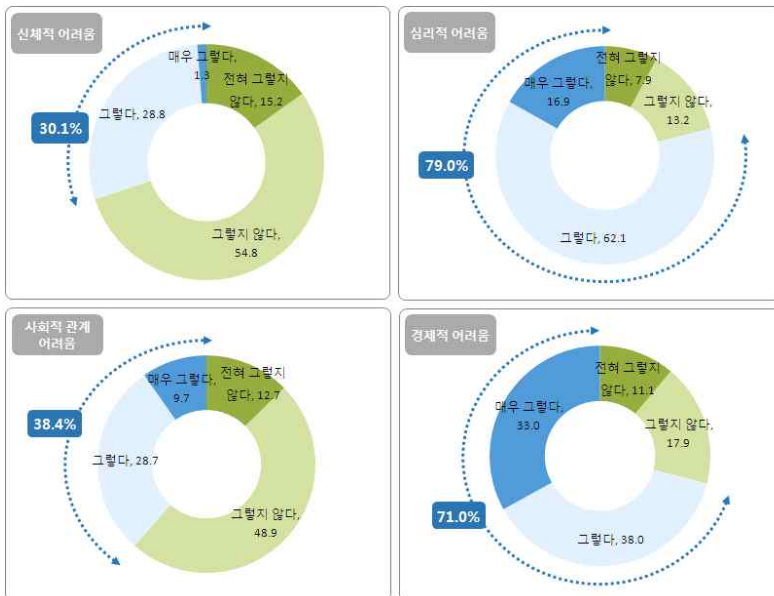 신체적 어려움
매우 그렇다,
1.3
전혀 그렇지
않다, 15.2
그렇다, 28.8
30.1%
그렇지 않다,
54.8
심리적 어려움
전혀 그렇지
않다, 7.9
매우 그렇다,
16.9
그렇지 않다,
13.2
79.0%
그렇다, 62.1
사회적 관계
어려움
매우 그렇다,
9.7
전혀 그렇지
않다, 12.7
38.4%
그렇다, 28.7
그렇지 않다,
48.9
경제적 어려움
전혀 그렇지
않다, 11.1
매우 그렇다,
33.0
그렇지 않다,
17.9
71.0%
그렇다, 38.0